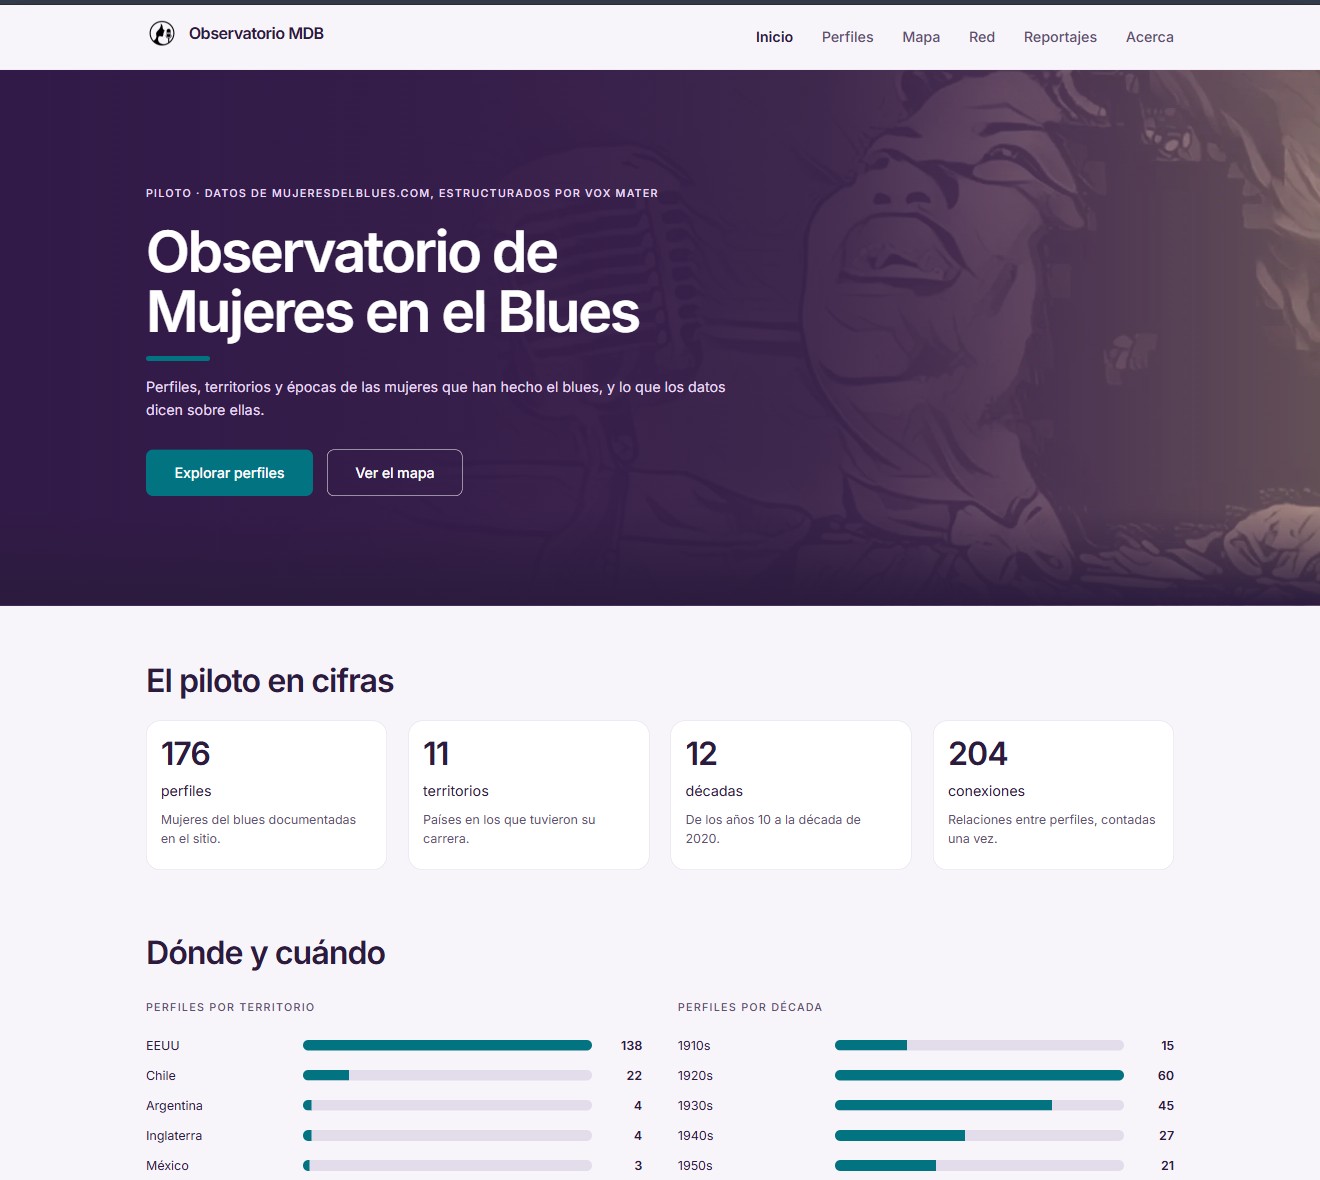 Observatorio MDB
Inicio
Perfiles
Mapa
Red
Reportajes
Acerca
PILOTO · DATOS DE MUJERESDELBLUES.COM, ESTRUCTURADOS POR VOX MATER
Observatorio de
Mujeres en el Blues
Perfiles, territorios y épocas de las mujeres que han hecho el blues, y lo que los datos
dicen sobre ellas.
Explorar perfiles
Ver el mapa
El piloto en cifras
176
perfiles
Mujeres del blues documentadas
en el sitio.
11
territorios
Países en los que tuvieron su
carrera.
12
décadas
De los años 10 a la década de
2020.
204
conexiones
Relaciones entre perfiles, contadas
una vez.
Dónde y cuándo
PERFILES POR TERRITORIO
EEUU 138
Chile 22
Argentina 4
Inglaterra 4
México 3
PERFILES POR DÉCADA
1910s 15
1920s 60
1930s 45
1940s 27
1950s 21